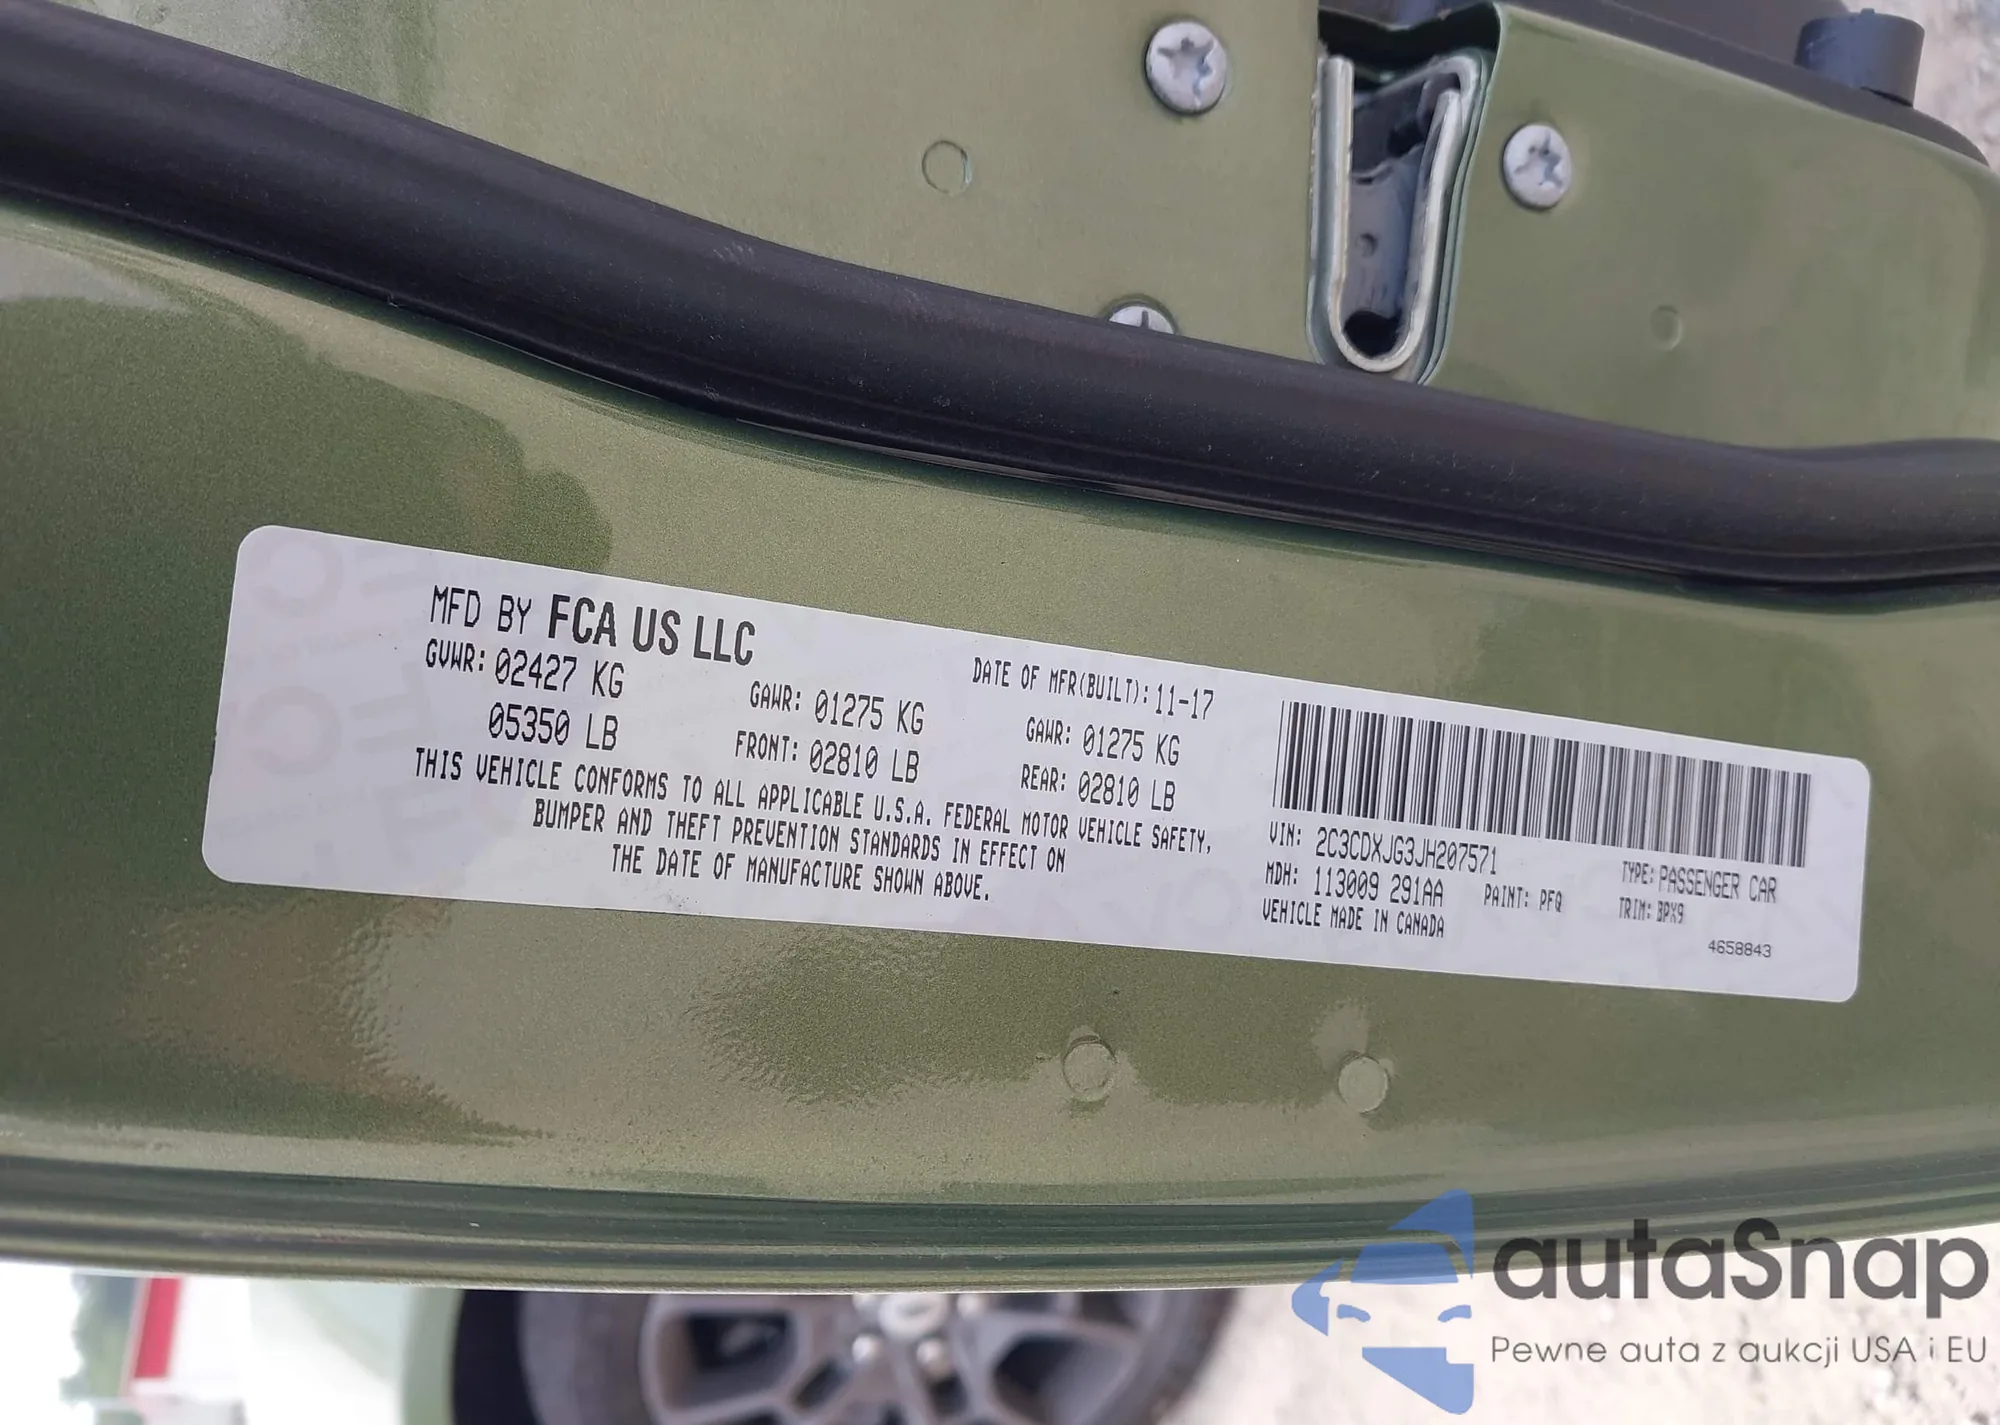 MFD BY FCA US LLC
DATE OF MFR(BUILT): 11-17
GVWR: 02427 KG
05350 LB
GAWR: 01275 KG
FRONT: 02810 LB
GAWR: 01275 KG
REAR: 02810 LB
THIS VEHICLE CONFORMS TO ALL APPLICABLE U.S.A. FEDERAL MOTOR VEHICLE SAFETY,
BUMPER AND THEFT PREVENTION STANDARDS IN EFFECT ON
THE DATE OF MANUFACTURE SHOWN ABOVE.
VIN: 2C3CDXJG3JH207571
TYPE: PASSENGER CAR
MDH: 113009 291AA
PAINT: PFQ
TRIM: BPX9
VEHICLE MADE IN CANADA
4658843
autaSnap
Pewne auta z aukcji USA i EU